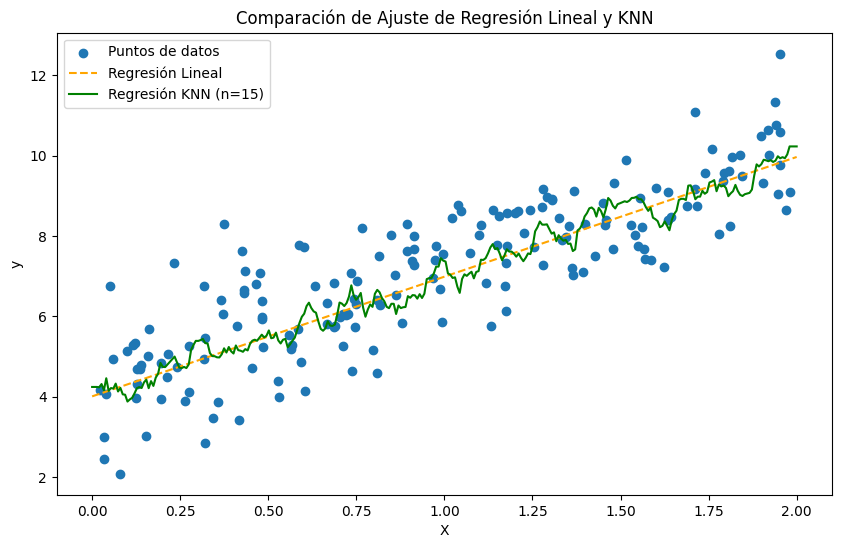 Comparación de Ajuste de Regresión Lineal y KNN
Puntos de datos
Regresión Lineal
Regresión KNN (n=15)
12
10
8
6
4
2
y
0.00 0.25 0.50 0.75 1.00 1.25 1.50 1.75 2.00
X